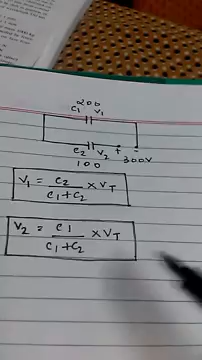 200
C1 V1
C2 V2 + -
100 300V
V1 = C2 / C1+C2 × VT
V2 = C1 / C1+C2 × VT